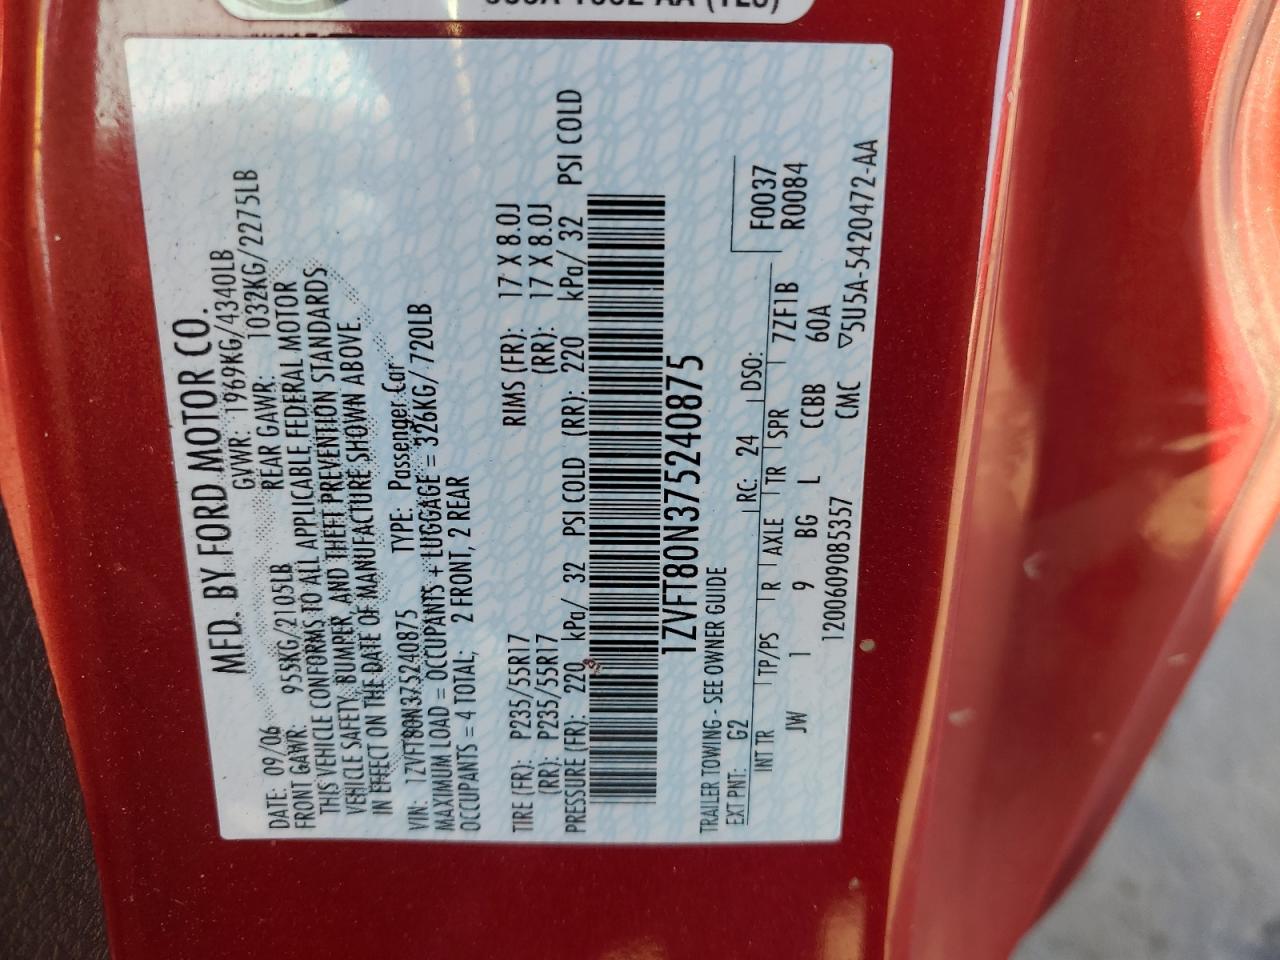 MFD. BY FORD MOTOR CO.
DATE: 09/06 GVWR: 1969KG/4340LB
FRONT GAWR: 955KG/2105LB REAR GAWR: 1032KG/2275LB
THIS VEHICLE CONFORMS TO ALL APPLICABLE FEDERAL MOTOR
VEHICLE SAFETY, BUMPER, AND THEFT PREVENTION STANDARDS
IN EFFECT ON THE DATE OF MANUFACTURE SHOWN ABOVE.
VIN: 1ZVFT80N375240875 TYPE: Passenger Car
MAXIMUM LOAD = OCCUPANTS + LUGGAGE = 326KG/720LB
OCCUPANTS = 4 TOTAL; 2 FRONT, 2 REAR
TIRE (FR): P235/55R17 RIMS (FR): 17 X 8.0J
(RR): P235/55R17 (RR): 17 X 8.0J
PRESSURE (FR): 220 kPa/ 32 PSI COLD (RR): 220 kPa/ 32 PSI COLD
1ZVFT80N375240875
TRAILER TOWING - SEE OWNER GUIDE
EXT PNT: G2 RC: 24 DSO: F0037
INT TR TP/PS R AXLE TR SPR 7ZF1B R0084
JW 1 9 BG L CCBB 60A
1200609085357 CMC ▽5U5A-5420472-AA